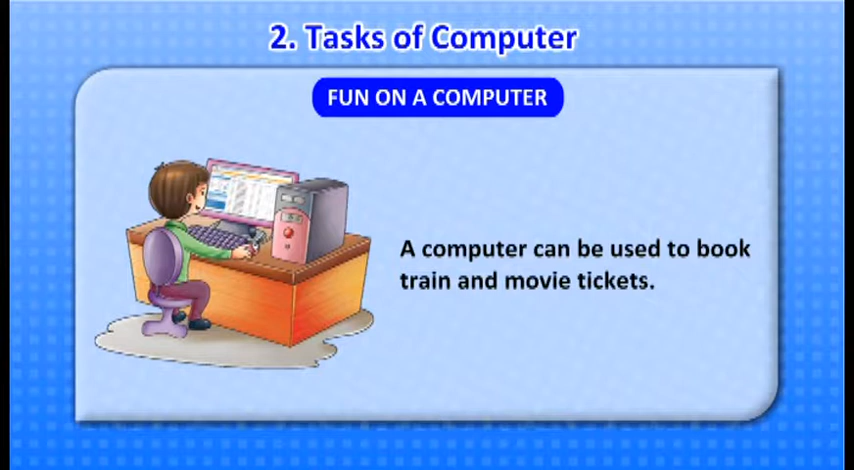 2. Tasks of Computer
FUN ON A COMPUTER
A computer can be used to book
train and movie tickets.